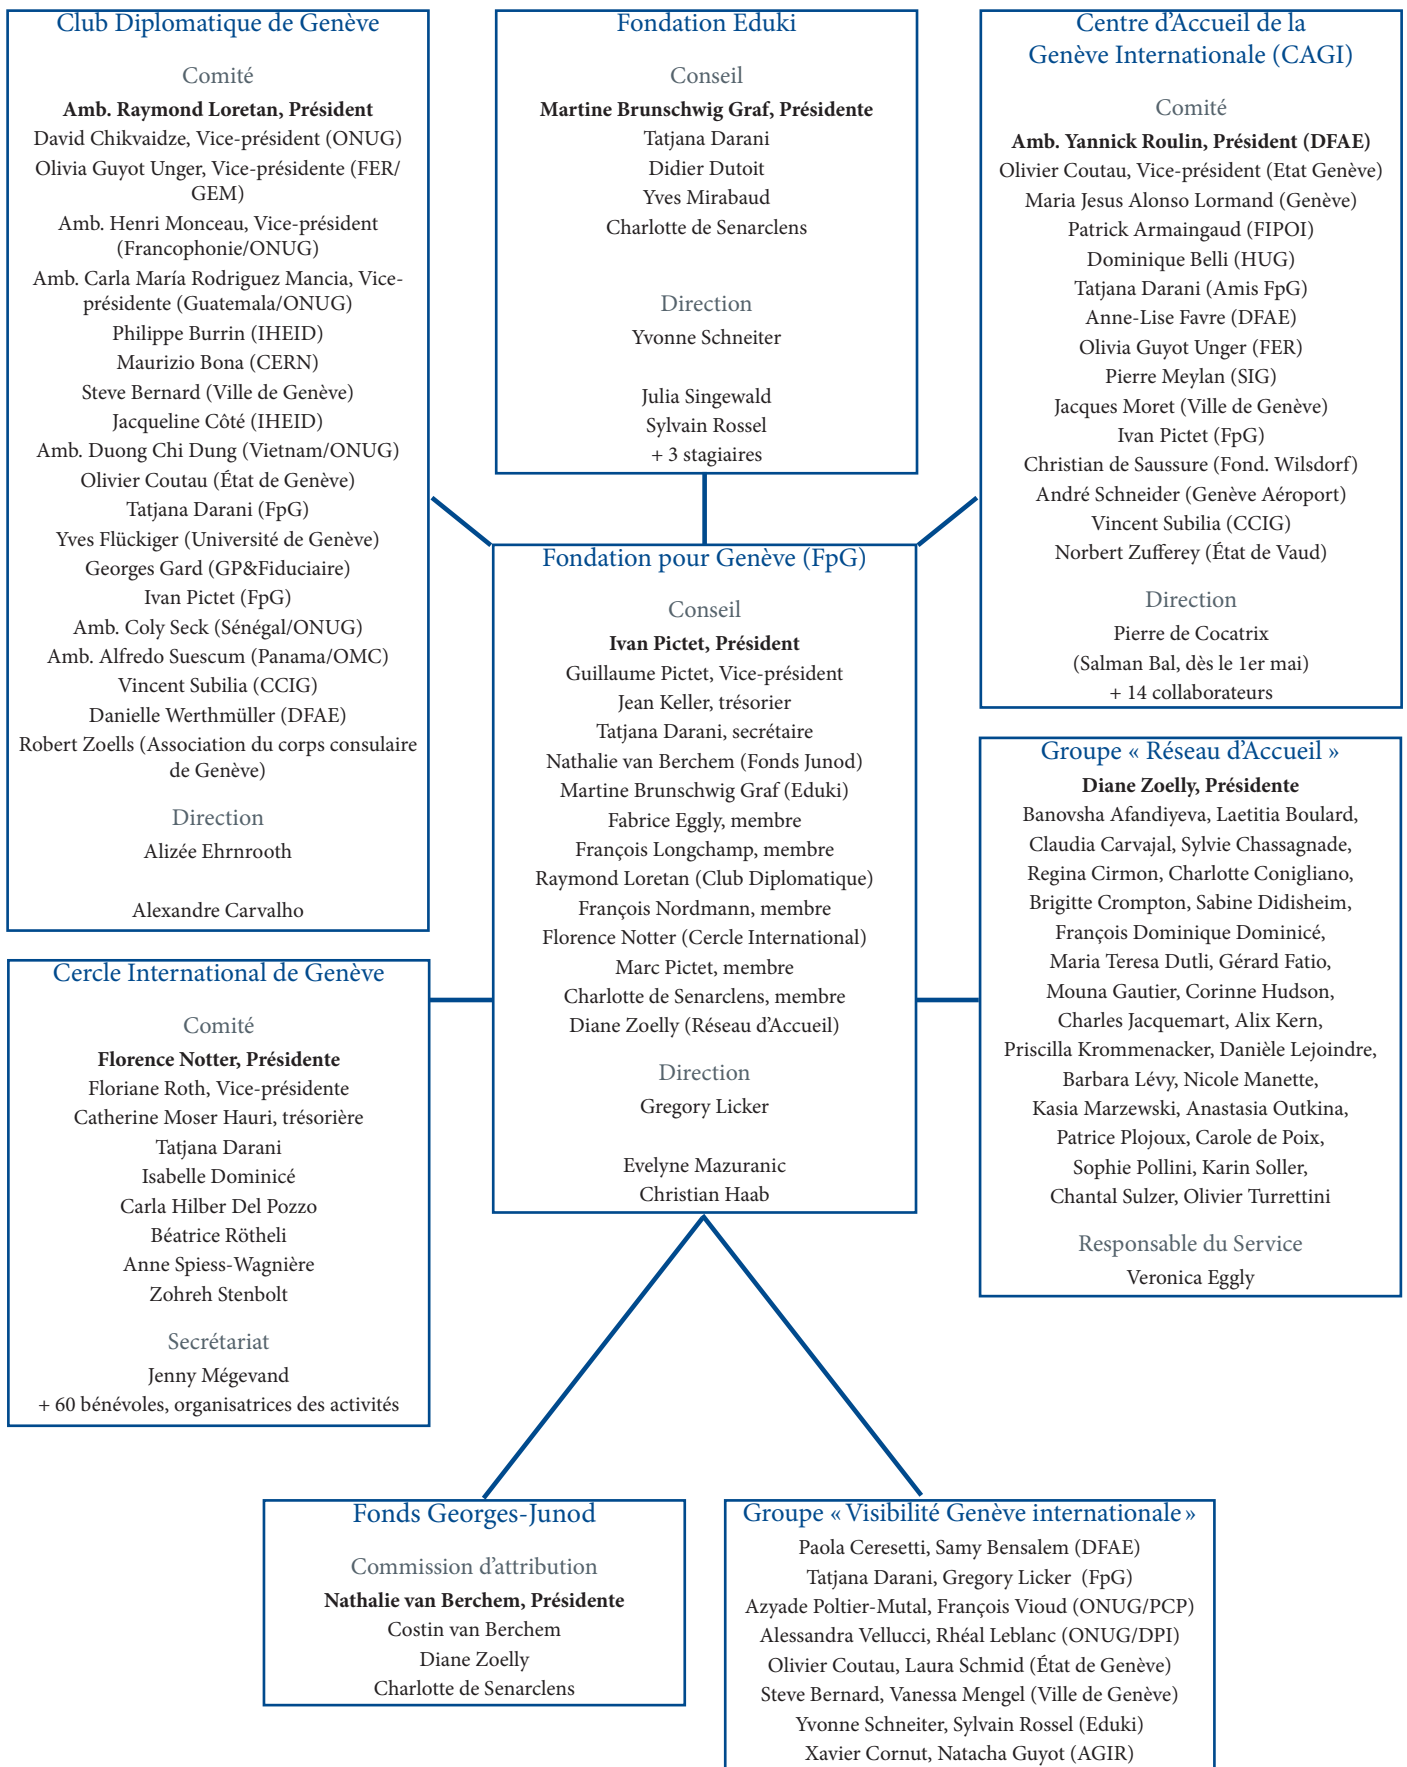 Club Diplomatique de Genève
Comité
Amb. Raymond Loretan, Président
David Chikvaidze, Vice-président (ONUG)
Olivia Guyot Unger, Vice-présidente (FER/
GEM)
Amb. Henri Monceau, Vice-président
(Francophonie/ONUG)
Amb. Carla María Rodriguez Mancia, Vice-
présidente (Guatemala/ONUG)
Philippe Burrin (IHEID)
Maurizio Bona (CERN)
Steve Bernard (Ville de Genève)
Jacqueline Côté (IHEID)
Amb. Duong Chi Dung (Vietnam/ONUG)
Olivier Coutau (État de Genève)
Tatjana Darani (FpG)
Yves Flückiger (Université de Genève)
Georges Gard (GP&Fiduciaire)
Ivan Pictet (FpG)
Amb. Coly Seck (Sénégal/ONUG)
Amb. Alfredo Suescum (Panama/OMC)
Vincent Subilia (CCIG)
Danielle Werthmüller (DFAE)
Robert Zoells (Association du corps consulaire
de Genève)
Direction
Alizée Ehrnrooth
Alexandre Carvalho
Fondation Eduki
Conseil
Martine Brunschwig Graf, Présidente
Tatjana Darani
Didier Dutoit
Yves Mirabaud
Charlotte de Senarclens
Direction
Yvonne Schneiter
Julia Singewald
Sylvain Rossel
+ 3 stagiaires
Centre d'Accueil de la
Genève Internationale (CAGI)
Comité
Amb. Yannick Roulin, Président (DFAE)
Olivier Coutau, Vice-président (Etat Genève)
Maria Jesus Alonso Lormand (Genève)
Patrick Armaingaud (FIPOI)
Dominique Belli (HUG)
Tatjana Darani (Amis FpG)
Anne-Lise Favre (DFAE)
Olivia Guyot Unger (FER)
Pierre Meylan (SIG)
Jacques Moret (Ville de Genève)
Ivan Pictet (FpG)
Christian de Saussure (Fond. Wilsdorf)
André Schneider (Genève Aéroport)
Vincent Subilia (CCIG)
Norbert Zufferey (État de Vaud)
Direction
Pierre de Cocatrix
(Salman Bal, dès le 1er mai)
+ 14 collaborateurs
Fondation pour Genève (FpG)
Conseil
Ivan Pictet, Président
Guillaume Pictet, Vice-président
Jean Keller, trésorier
Tatjana Darani, secrétaire
Nathalie van Berchem (Fonds Junod)
Martine Brunschwig Graf (Eduki)
Fabrice Eggly, membre
François Longchamp, membre
Raymond Loretan (Club Diplomatique)
François Nordmann, membre
Florence Notter (Cercle International)
Marc Pictet, membre
Charlotte de Senarclens, membre
Diane Zoelly (Réseau d'Accueil)
Direction
Gregory Licker
Evelyne Mazuranic
Christian Haab
Groupe « Réseau d'Accueil »
Diane Zoelly, Présidente
Banovsha Afandiyeva, Laetitia Boulard,
Claudia Carvajal, Sylvie Chassagnade,
Regina Cirmon, Charlotte Conigliano,
Brigitte Crompton, Sabine Didisheim,
François Dominique Dominicé,
Maria Teresa Dutli, Gérard Fatio,
Mouna Gautier, Corinne Hudson,
Charles Jacquemart, Alix Kern,
Priscilla Krommenacker, Danièle Lejoindre,
Barbara Lévy, Nicole Manette,
Kasia Marzewski, Anastasia Outkina,
Patrice Plojoux, Carole de Poix,
Sophie Pollini, Karin Soller,
Chantal Sulzer, Olivier Turrettini
Responsable du Service
Veronica Eggly
Cercle International de Genève
Comité
Florence Notter, Présidente
Floriane Roth, Vice-présidente
Catherine Moser Hauri, trésorière
Tatjana Darani
Isabelle Dominicé
Carla Hilber Del Pozzo
Béatrice Rötheli
Anne Spiess-Wagnière
Zohreh Stenbolt
Secrétariat
Jenny Mégevand
+ 60 bénévoles, organisatrices des activités
Fonds Georges-Junod
Commission d'attribution
Nathalie van Berchem, Présidente
Costin van Berchem
Diane Zoelly
Charlotte de Senarclens
Groupe « Visibilité Genève internationale »
Paola Ceresetti, Samy Bensalem (DFAE)
Tatjana Darani, Gregory Licker (FpG)
Azyade Poltier-Mutal, François Vioud (ONUG/PCP)
Alessandra Vellucci, Rhéal Leblanc (ONUG/DPI)
Olivier Coutau, Laura Schmid (État de Genève)
Steve Bernard, Vanessa Mengel (Ville de Genève)
Yvonne Schneiter, Sylvain Rossel (Eduki)
Xavier Cornut, Natacha Guyot (AGIR)